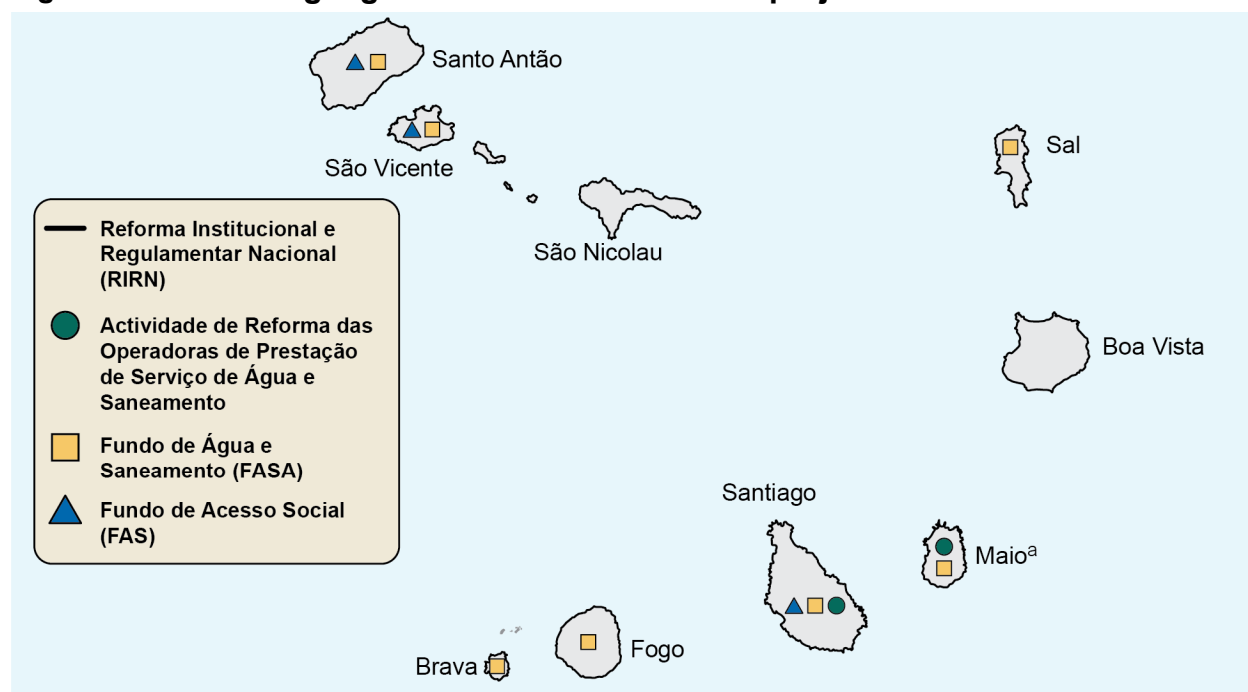 Santo Antão
São Vicente
Sal
São Nicolau
Reforma Institucional e
Regulamentar Nacional
(RIRN)
Actividade de Reforma das
Operadoras de Prestação
de Serviço de Água e
Saneamento
Fundo de Água e
Saneamento (FASA)
Fundo de Acesso Social
(FAS)
Boa Vista
Santiago
Maioᵃ
Fogo
Brava